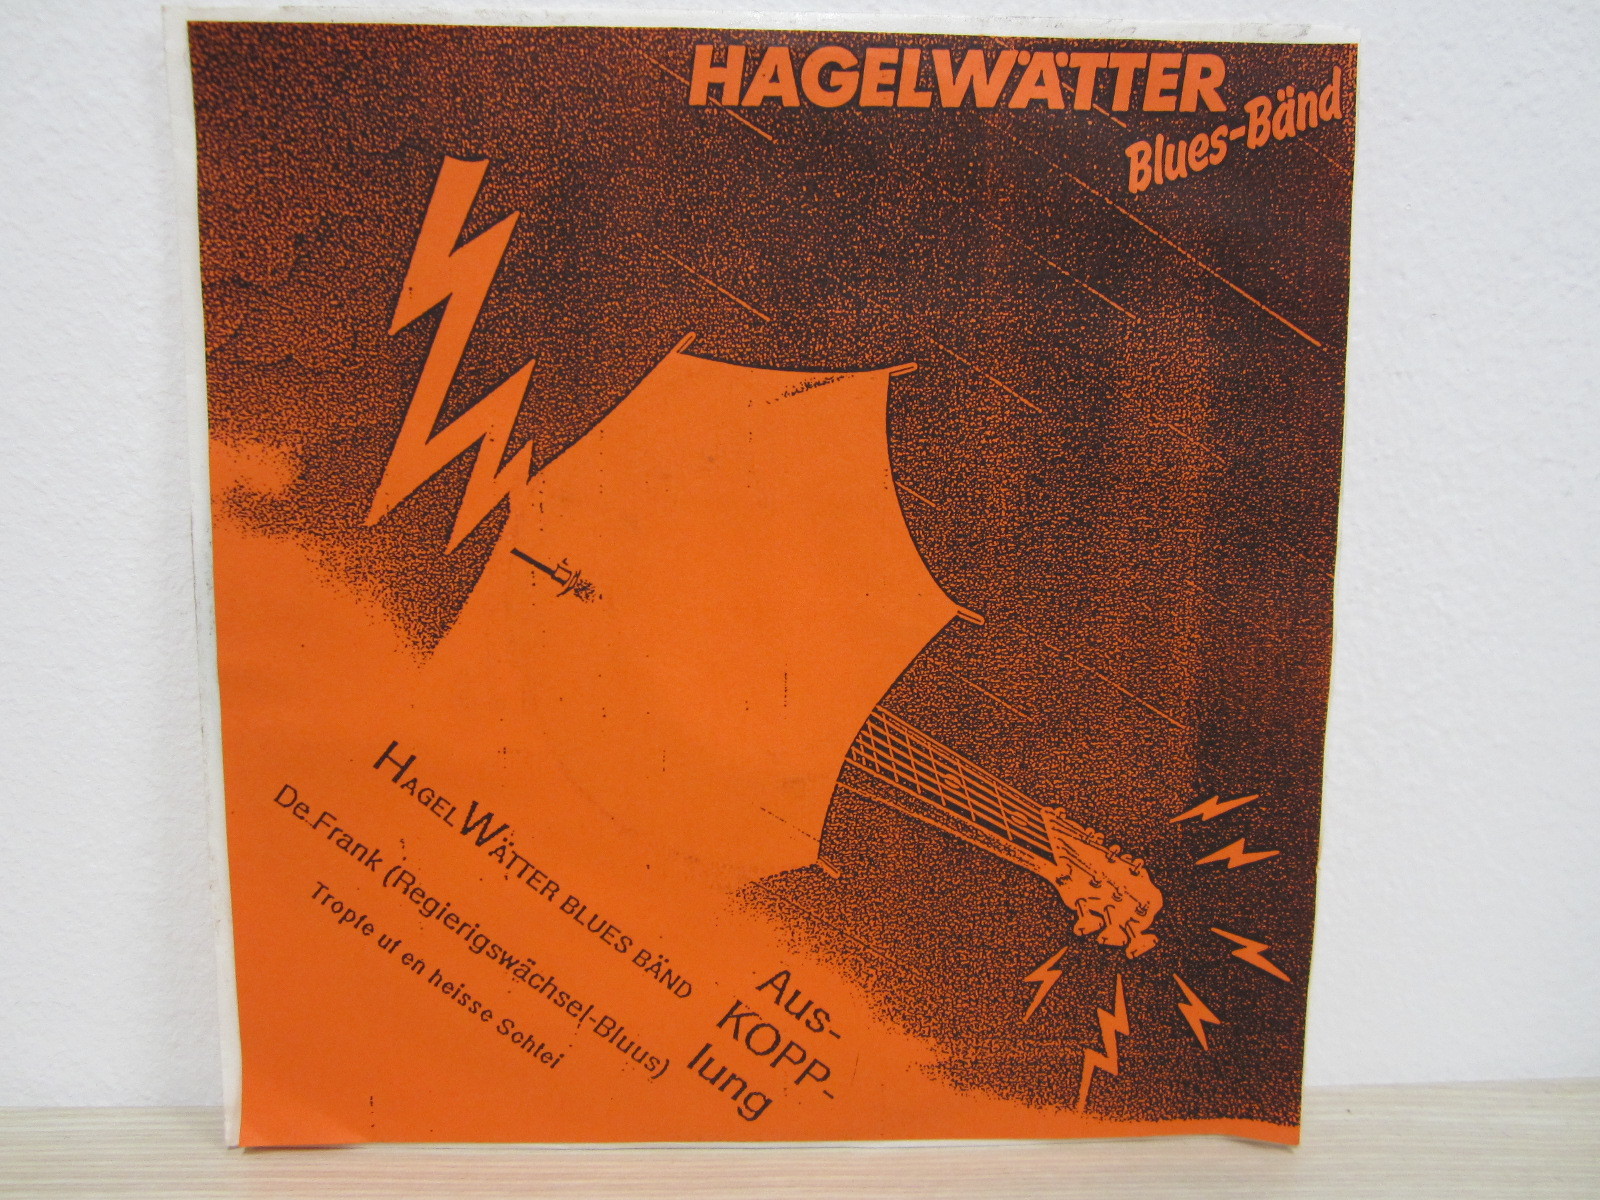 HAGELWÄTTER
Blues-Bänd
HAGELWÄTTER BLUES BÄND
De.Frank (Regierigswächsel-Bluus)
Tropfe uf en heisse Schtei
Aus-
KOPP-
lung